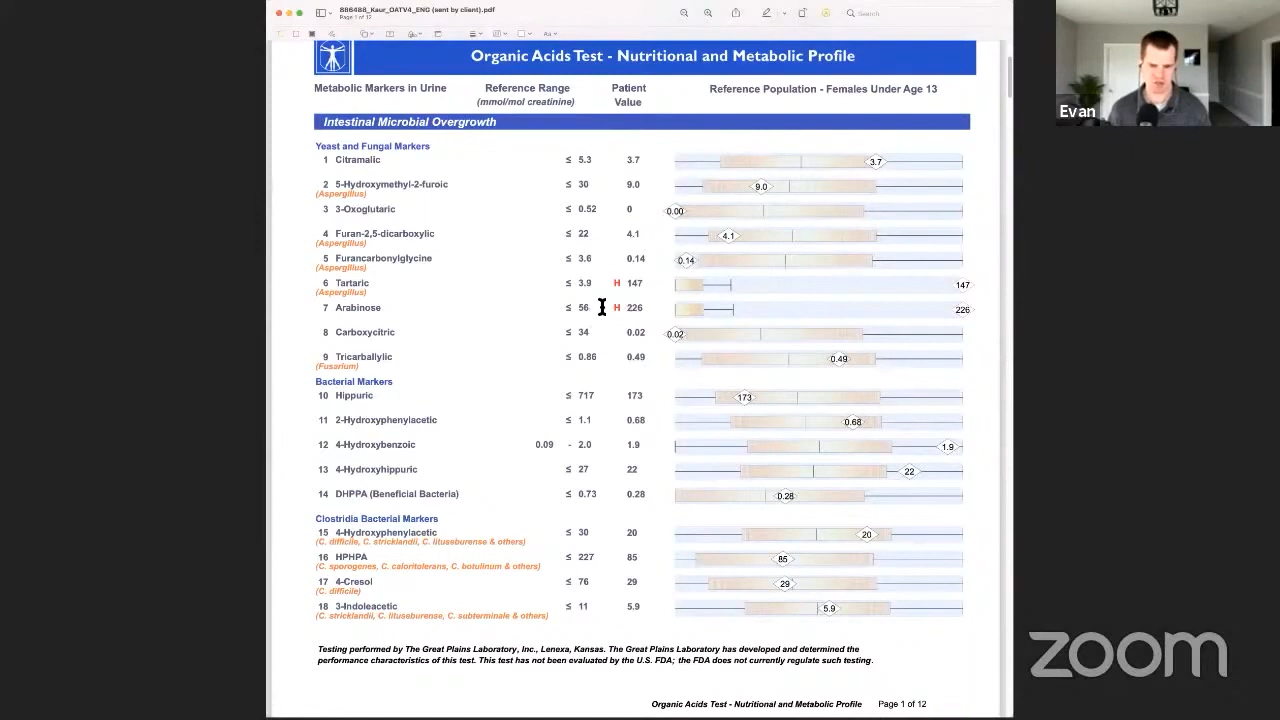 886488_Kaur_OATV4_ENG (sent by client).pdf
Page 1 of 12
Search
Organic Acids Test - Nutritional and Metabolic Profile
Metabolic Markers in Urine Reference Range Patient Reference Population - Females Under Age 13
(mmol/mol creatinine) Value
Intestinal Microbial Overgrowth
Yeast and Fungal Markers
1 Citramalic ≤ 5.3 3.7 3.7
2 5-Hydroxymethyl-2-furoic ≤ 30 9.0 9.0
(Aspergillus)
3 3-Oxoglutaric ≤ 0.52 0 0.00
4 Furan-2,5-dicarboxylic ≤ 22 4.1 4.1
(Aspergillus)
5 Furancarbonylglycine ≤ 3.6 0.14 0.14
(Aspergillus)
6 Tartaric ≤ 3.9 H 147 147
(Aspergillus)
7 Arabinose ≤ 56 H 226 226
8 Carboxycitric ≤ 34 0.02 0.02
9 Tricarballylic ≤ 0.86 0.49 0.49
(Fusarium)
Bacterial Markers
10 Hippuric ≤ 717 173 173
11 2-Hydroxyphenylacetic ≤ 1.1 0.68 0.68
12 4-Hydroxybenzoic 0.09 - 2.0 1.9 1.9
13 4-Hydroxyhippuric ≤ 27 22 22
14 DHPPA (Beneficial Bacteria) ≤ 0.73 0.28 0.28
Clostridia Bacterial Markers
15 4-Hydroxyphenylacetic ≤ 30 20 20
(C. difficile, C. stricklandii, C. lituseburense & others)
16 HPHPA ≤ 227 85 85
(C. sporogenes, C. caloritolerans, C. botulinum & others)
17 4-Cresol ≤ 76 29 29
(C. difficile)
18 3-Indoleacetic ≤ 11 5.9 5.9
(C. stricklandii, C. lituseburense, C. subterminale & others)
Testing performed by The Great Plains Laboratory, Inc., Lenexa, Kansas. The Great Plains Laboratory has developed and determined the
performance characteristics of this test. This test has not been evaluated by the U.S. FDA; the FDA does not currently regulate such testing.
Organic Acids Test - Nutritional and Metabolic Profile Page 1 of 12
Evan
zoom